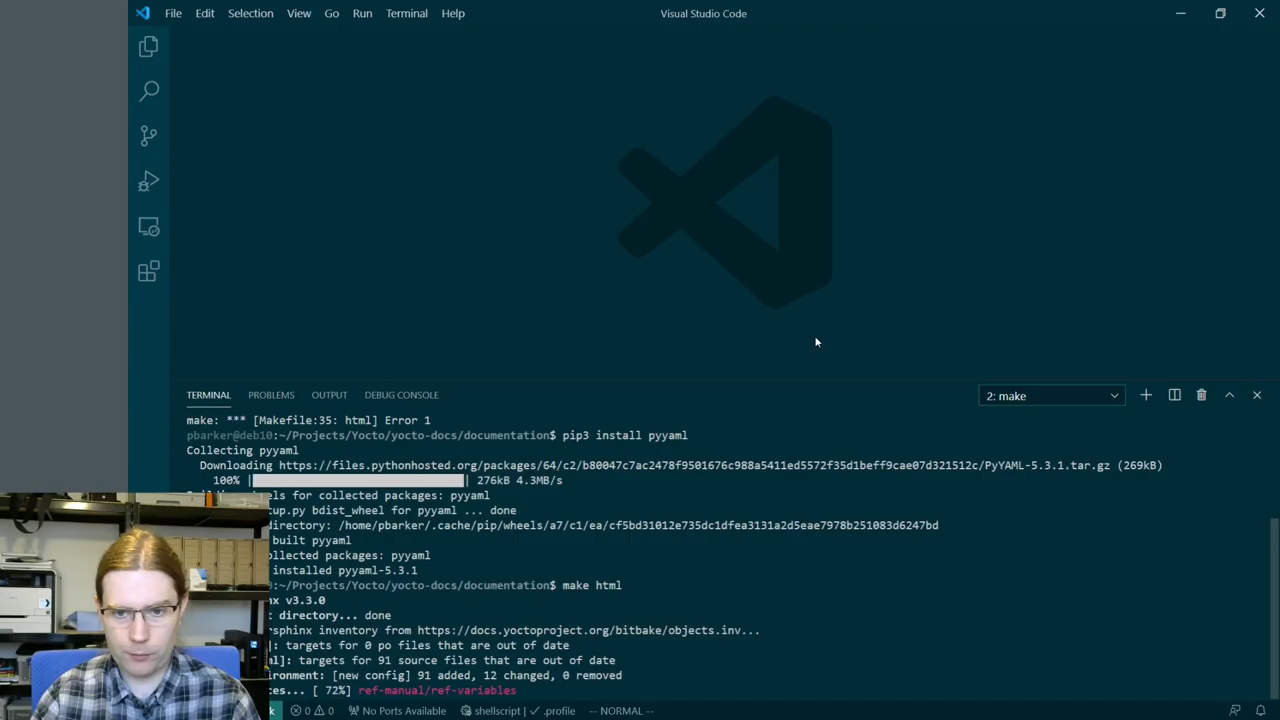 File Edit Selection View Go Run Terminal Help
Visual Studio Code
TERMINAL PROBLEMS OUTPUT DEBUG CONSOLE
2: make
make: *** [Makefile:35: html] Error 1
pbarker@deb10:~/Projects/Yocto/yocto-docs/documentation$ pip3 install pyyaml
Collecting pyyaml
Downloading https://files.pythonhosted.org/packages/64/c2/b80047c7ac2478f9501676c988a5411ed5572f35d1beff9cae07d321512c/PyYAML-5.3.1.tar.gz (269kB)
100% | | 276kB 4.3MB/s
els for collected packages: pyyaml
up.py bdist_wheel for pyyaml ... done
directory: /home/pbarker/.cache/pip/wheels/a7/c1/ea/cf5bd31012e735dc1dfea3131a2d5eae7978b251083d6247bd
built pyyaml
ollected packages: pyyaml
installed pyyaml-5.3.1
:~/Projects/Yocto/yocto-docs/documentation$ make html
nx v3.3.0
t directory... done
rsphinx inventory from https://docs.yoctoproject.org/bitbake/objects.inv...
]: targets for 0 po files that are out of date
ml]: targets for 91 source files that are out of date
ironment: [new config] 91 added, 12 changed, 0 removed
ces... [ 72%] ref-manual/ref-variables
0 0 No Ports Available shellscript | ✓ .profile -- NORMAL --